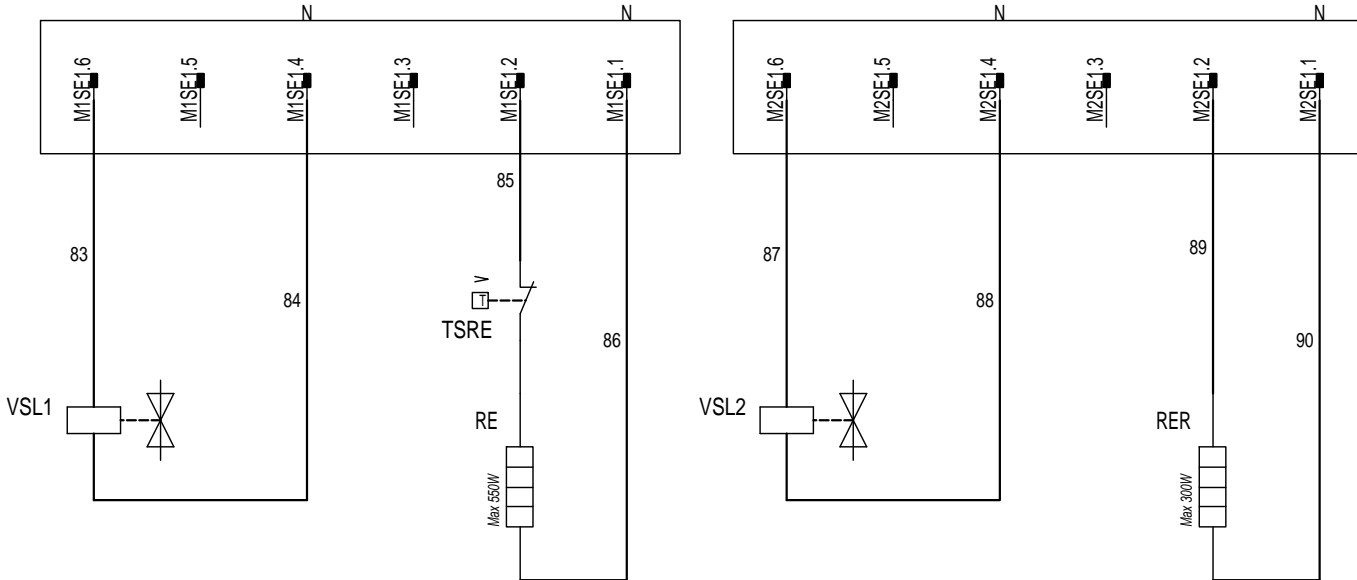 N N N N
M1SE1.6 M1SE1.5 M1SE1.4 M1SE1.3 M1SE1.2 M1SE1.1 M2SE1.6 M2SE1.5 M2SE1.4 M2SE1.3 M2SE1.2 M2SE1.1
85
83 87 89
V
T
84 88
TSRE
86 90
VSL1 VSL2
RE RER
Max 550W Max 300W